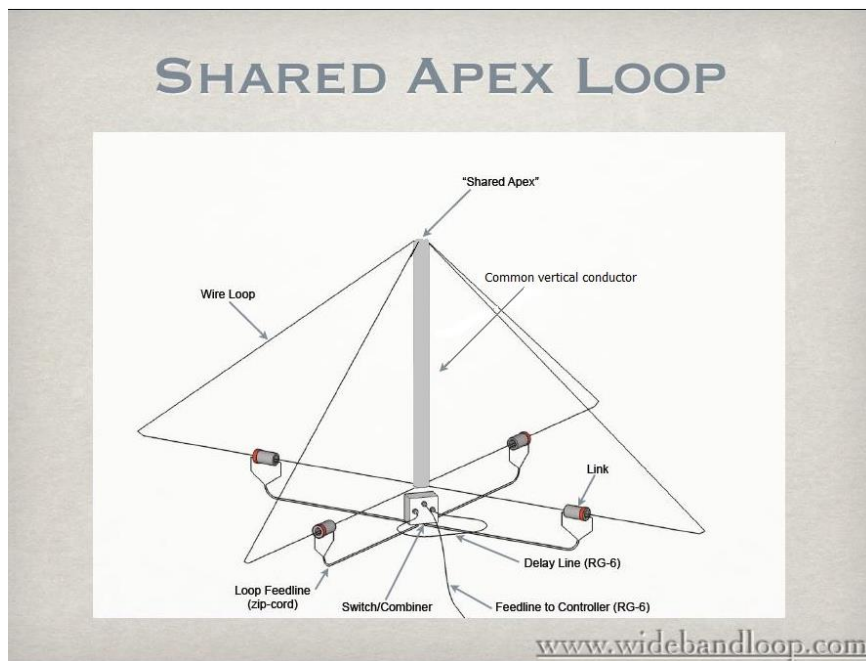 SHARED APEX LOOP
"Shared Apex"
Common vertical conductor
Wire Loop
Link
Delay Line (RG-6)
Loop Feedline
(zip-cord)
Switch/Combiner
Feedline to Controller (RG-6)
www.widebandloop.com